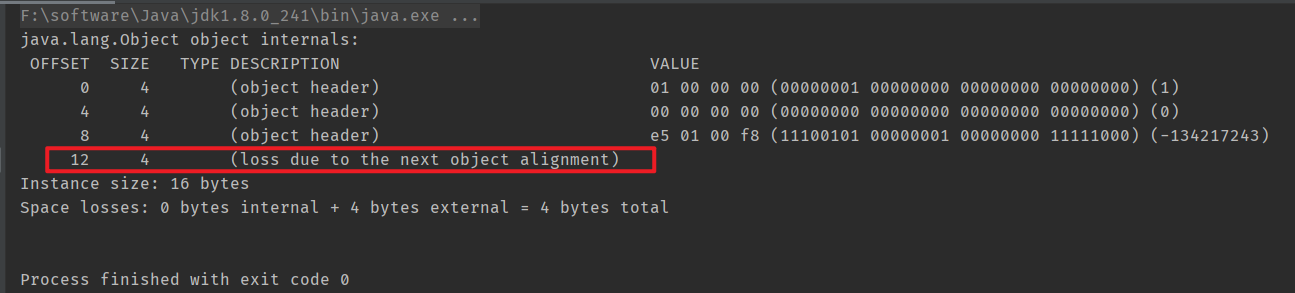 F:\software\Java\jdk1.8.0_241\bin\java.exe ...
java.lang.Object object internals:
 OFFSET  SIZE   TYPE DESCRIPTION                               VALUE
      0     4        (object header)                           01 00 00 00 (00000001 00000000 00000000 00000000) (1)
      4     4        (object header)                           00 00 00 00 (00000000 00000000 00000000 00000000) (0)
      8     4        (object header)                           e5 01 00 f8 (11100101 00000001 00000000 11111000) (-134217243)
     12     4        (loss due to the next object alignment)
Instance size: 16 bytes
Space losses: 0 bytes internal + 4 bytes external = 4 bytes total
Process finished with exit code 0